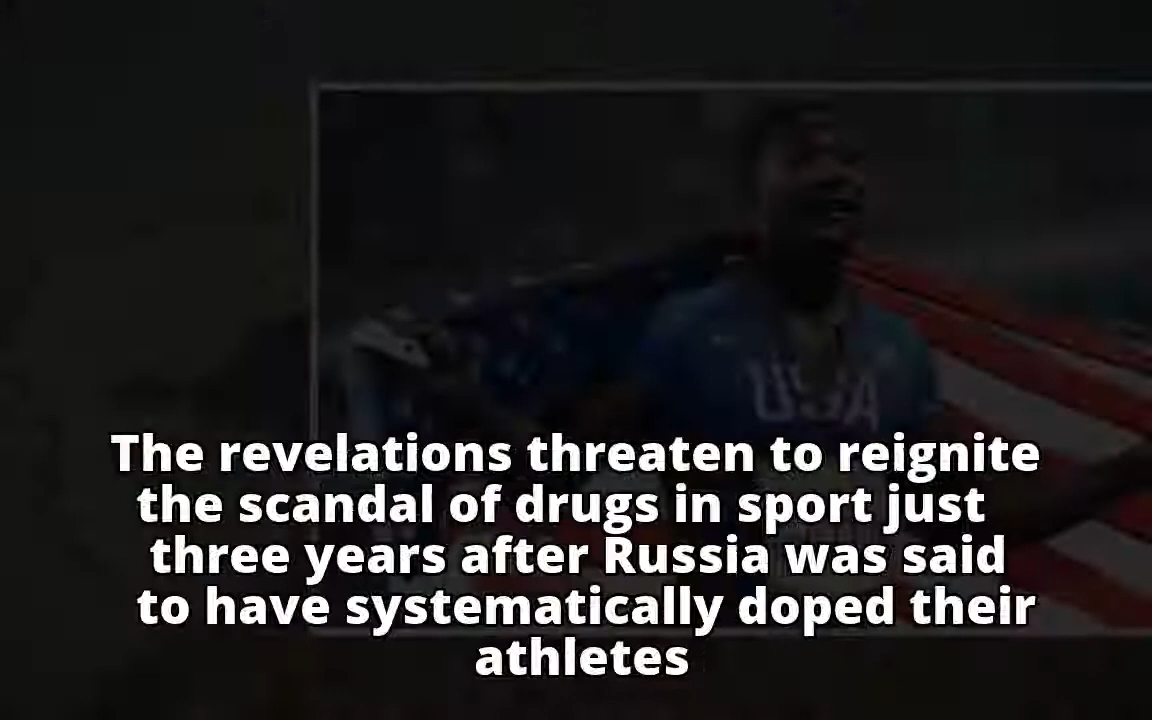 USA
The revelations threaten to reignite
the scandal of drugs in sport just
three years after Russia was said
to have systematically doped their
athletes